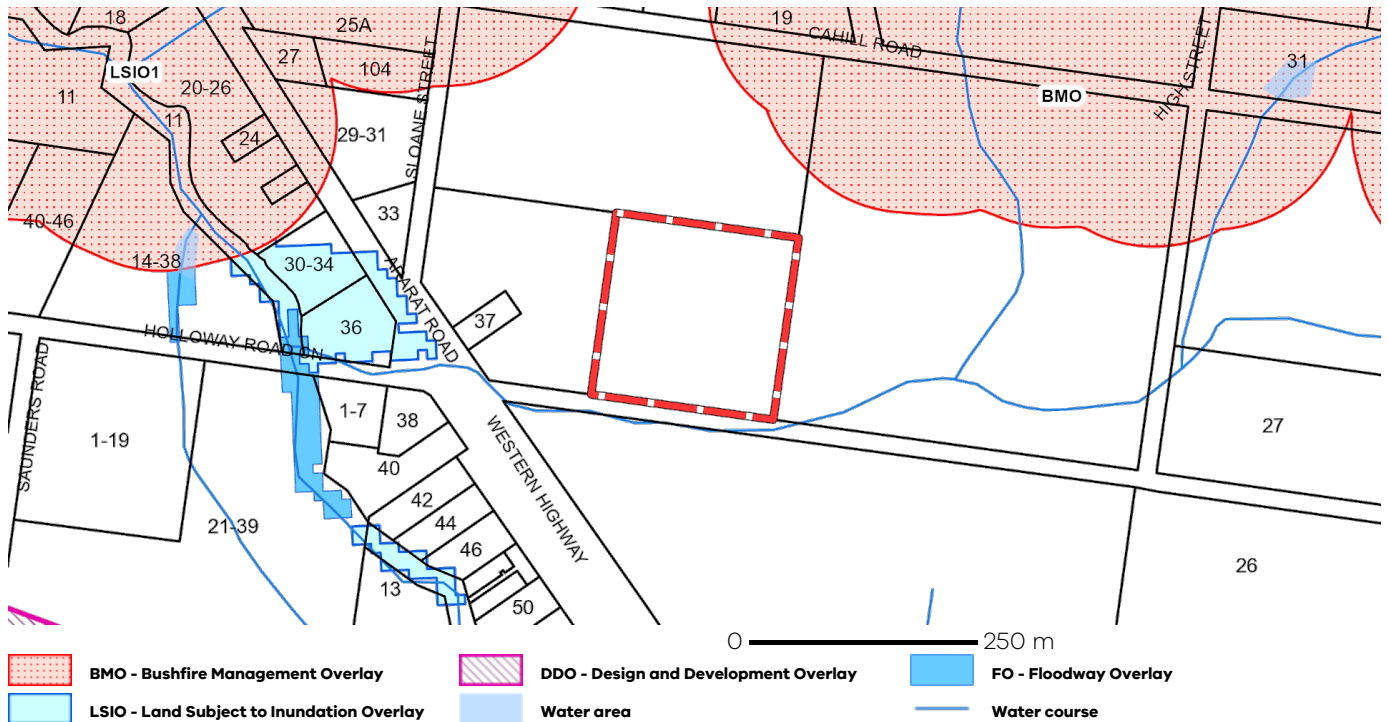 18
25A
19
CAHILL ROAD
27
104
31
LSIO1
20-26
BMO
HIGH STREET
11
11
24
29-31
SLOANE STREET
33
40-46
14-38
30-34
ARARAT ROAD
36
37
HOLLOWAY ROAD CN
SAUNDERS ROAD
1-19
1-7
38
WESTERN HIGHWAY
27
40
42
44
21-39
46
26
13
50
0 250 m
BMO - Bushfire Management Overlay
DDO - Design and Development Overlay
FO - Floodway Overlay
LSIO - Land Subject to Inundation Overlay
Water area
Water course